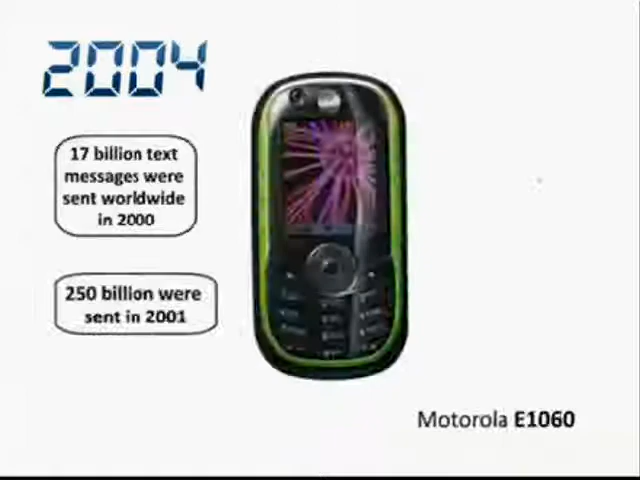 2004
17 billion text
messages were
sent worldwide
in 2000
250 billion were
sent in 2001
Motorola E1060